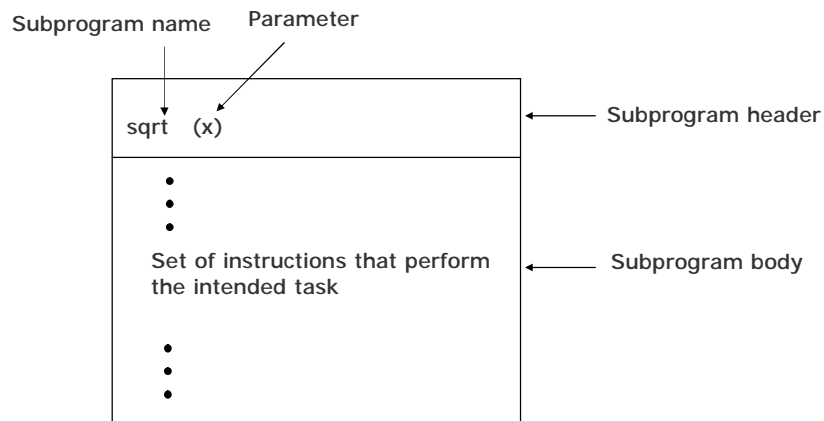 Subprogram name
Parameter
sqrt (x)
Subprogram header
Set of instructions that perform
the intended task
Subprogram body